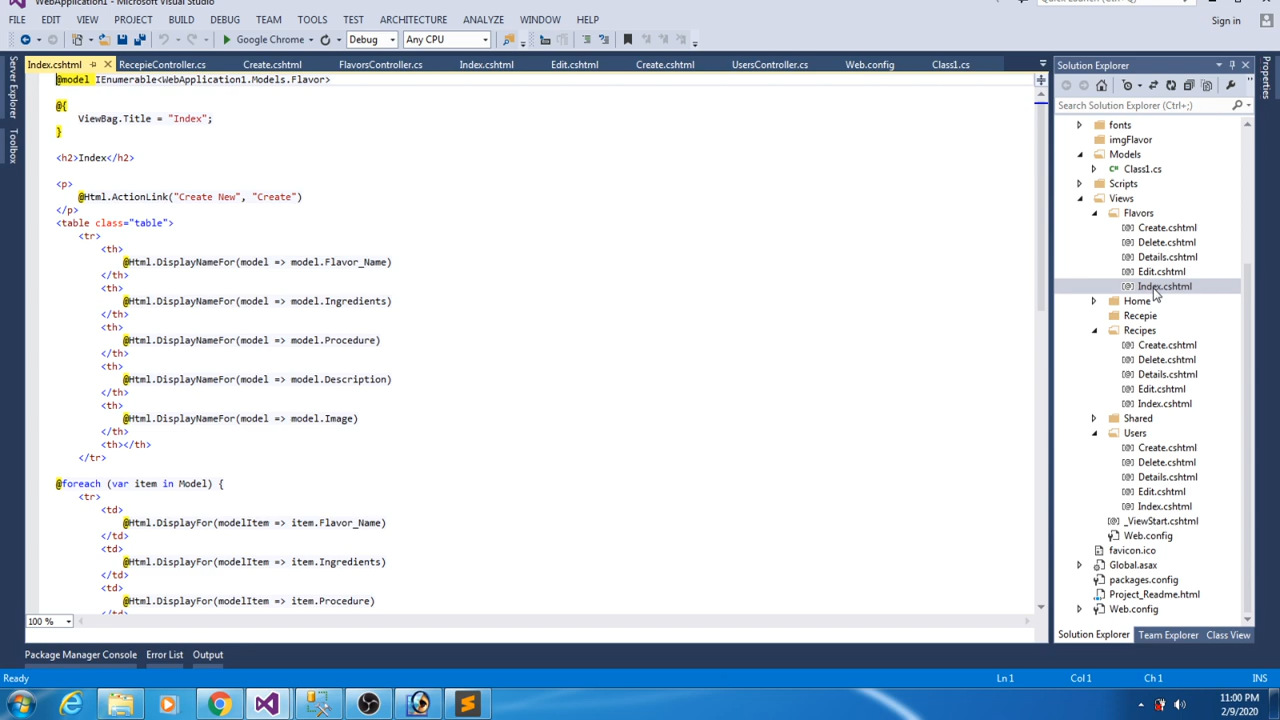 WebApplication1 - Microsoft Visual Studio
Quick Launch (Ctrl+Q)
FILE EDIT VIEW PROJECT BUILD DEBUG TEAM TOOLS TEST ARCHITECTURE ANALYZE WINDOW HELP
Sign in
Google Chrome Debug Any CPU
Index.cshtml RecepieController.cs Create.cshtml FlavorsController.cs Index.cshtml Edit.cshtml Create.cshtml UsersController.cs Web.config Class1.cs
Server Explorer
Toolbox
@model IEnumerable<WebApplication1.Models.Flavor>
@{
ViewBag.Title = "Index";
}
<h2>Index</h2>
<p>
@Html.ActionLink("Create New", "Create")
</p>
<table class="table">
<tr>
<th>
@Html.DisplayNameFor(model => model.Flavor_Name)
</th>
<th>
@Html.DisplayNameFor(model => model.Ingredients)
</th>
<th>
@Html.DisplayNameFor(model => model.Procedure)
</th>
<th>
@Html.DisplayNameFor(model => model.Description)
</th>
<th>
@Html.DisplayNameFor(model => model.Image)
</th>
<th></th>
</tr>
@foreach (var item in Model) {
<tr>
<td>
@Html.DisplayFor(modelItem => item.Flavor_Name)
</td>
<td>
@Html.DisplayFor(modelItem => item.Ingredients)
</td>
<td>
@Html.DisplayFor(modelItem => item.Procedure)
</td>
100 %
Solution Explorer
Search Solution Explorer (Ctrl+;)
fonts
imgFlavor
Models
C# Class1.cs
Scripts
Views
Flavors
[@] Create.cshtml
[@] Delete.cshtml
[@] Details.cshtml
[@] Edit.cshtml
[@] Index.cshtml
Home
Recepie
Recipes
[@] Create.cshtml
[@] Delete.cshtml
[@] Details.cshtml
[@] Edit.cshtml
[@] Index.cshtml
Shared
Users
[@] Create.cshtml
[@] Delete.cshtml
[@] Details.cshtml
[@] Edit.cshtml
[@] Index.cshtml
[@] _ViewStart.cshtml
Web.config
favicon.ico
Global.asax
packages.config
Project_Readme.html
Web.config
Solution Explorer Team Explorer Class View
Properties
Package Manager Console Error List Output
Ready Ln 1 Col 1 Ch 1 INS
11:00 PM
2/9/2020